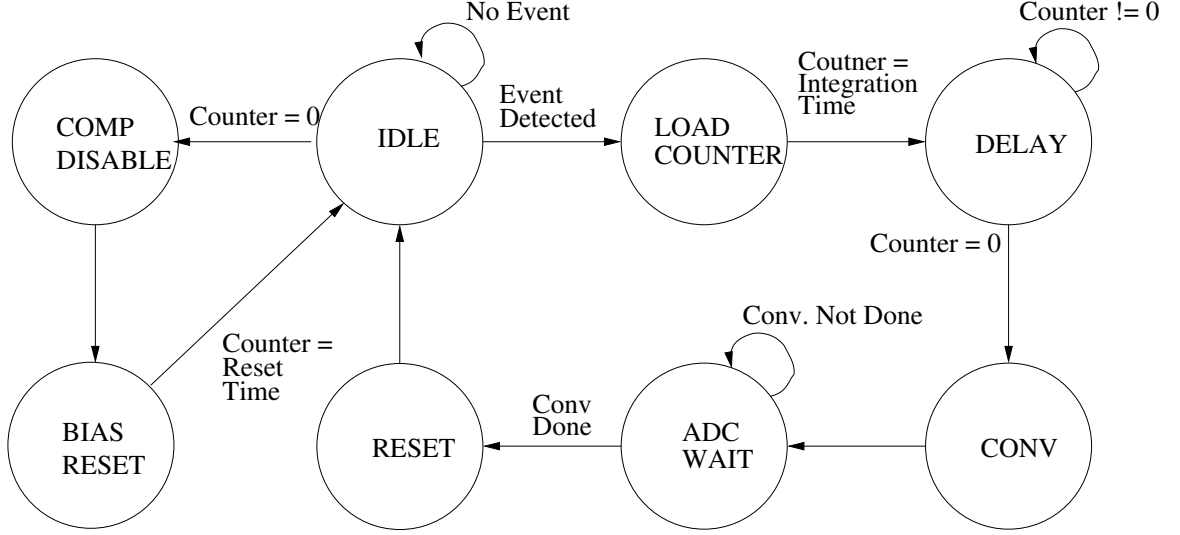 No Event
Counter != 0
COMP
DISABLE
Counter = 0
IDLE
Event
Detected
LOAD
COUNTER
Coutner =
Integration
Time
DELAY
Counter = 0
Conv. Not Done
Counter =
Reset
Time
BIAS
RESET
RESET
Conv
Done
ADC
WAIT
CONV